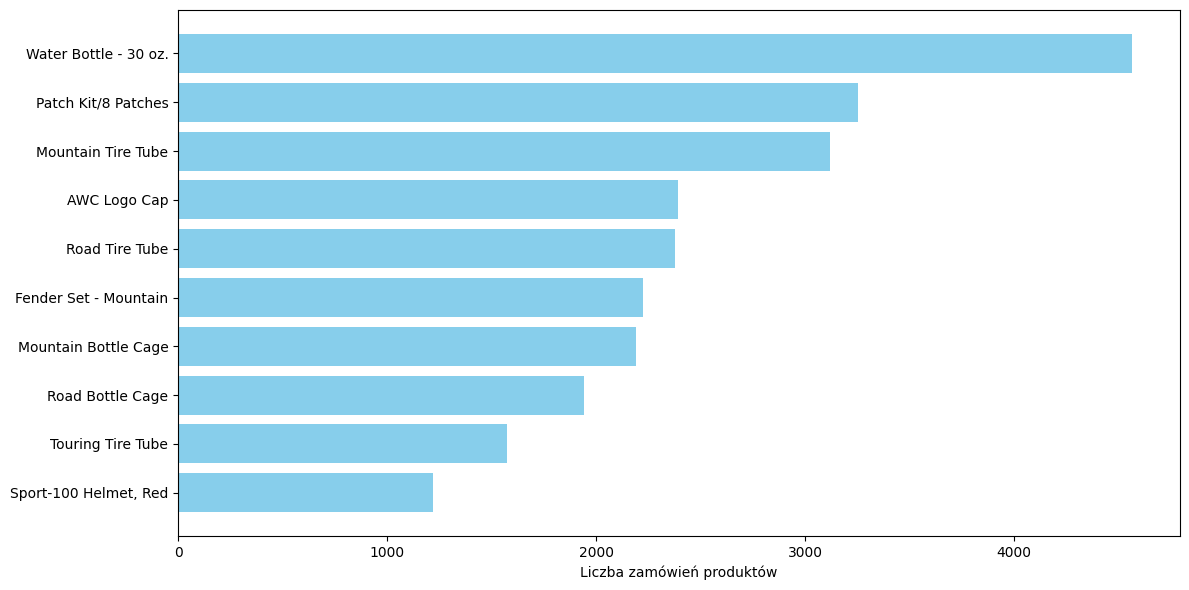 Water Bottle - 30 oz.
Patch Kit/8 Patches
Mountain Tire Tube
AWC Logo Cap
Road Tire Tube
Fender Set - Mountain
Mountain Bottle Cage
Road Bottle Cage
Touring Tire Tube
Sport-100 Helmet, Red
0 1000 2000 3000 4000
Liczba zamówień produktów